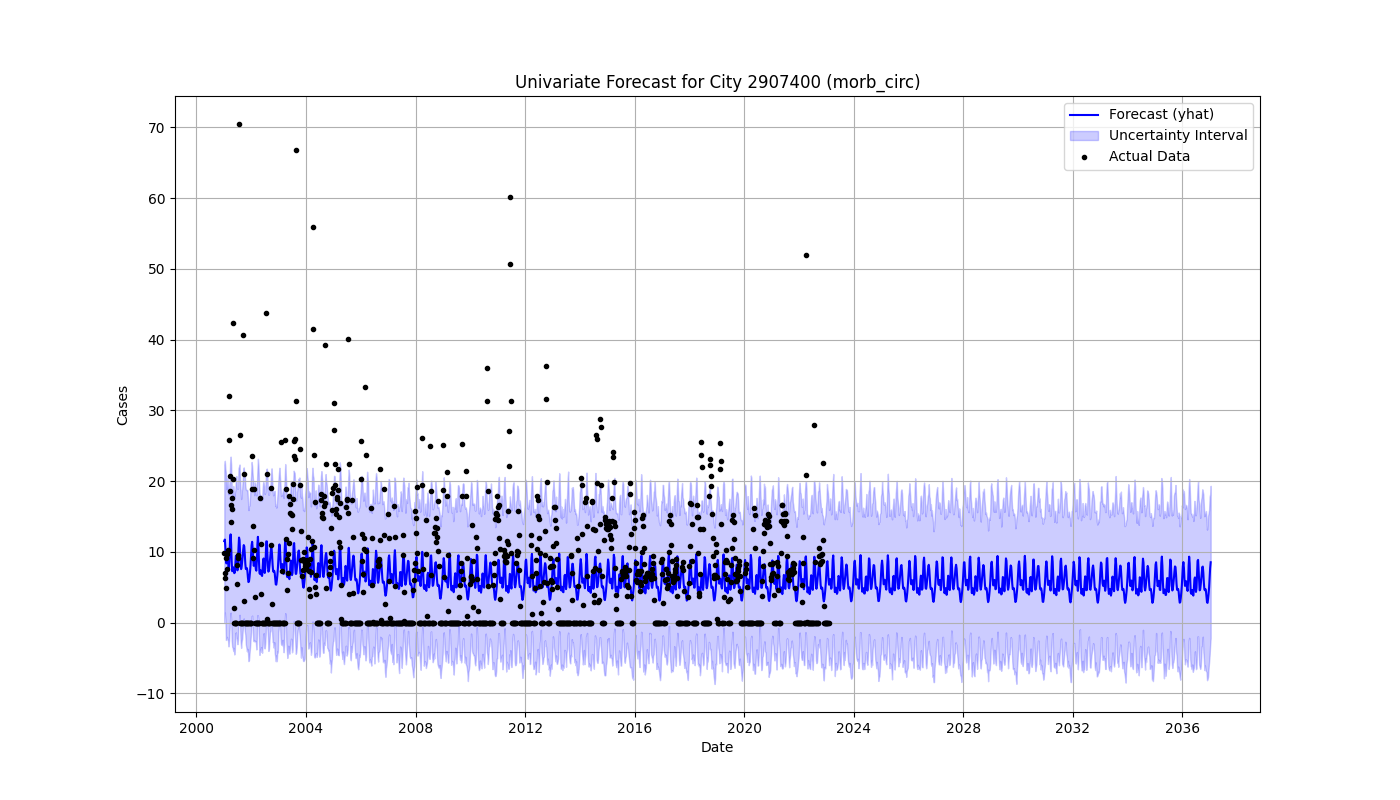 Univariate Forecast for City 2907400 (morb_circ)
Forecast (yhat)
Uncertainty Interval
Actual Data
70
60
50
40
30
20
10
0
−10
Cases
2000 2004 2008 2012 2016 2020 2024 2028 2032 2036
Date